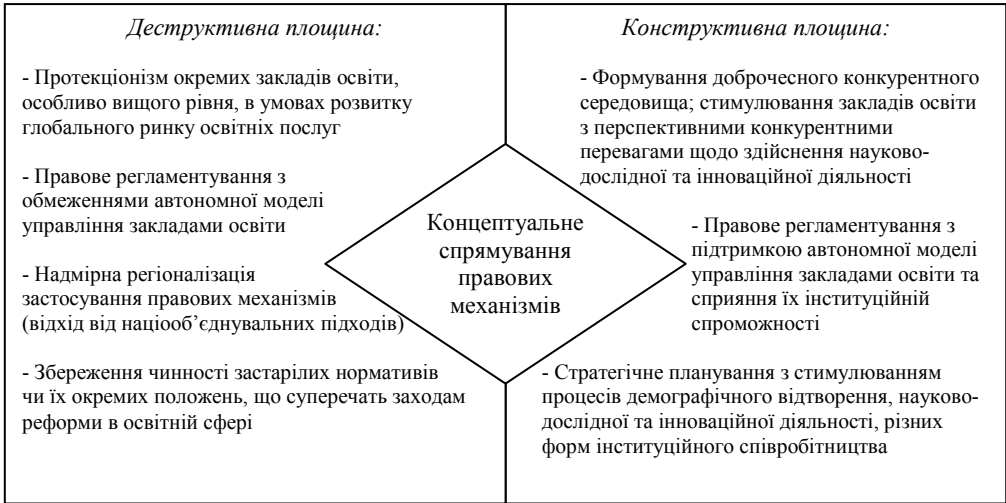 Деструктивна площина:
- Протекціонізм окремих закладів освіти,
особливо вищого рівня, в умовах розвитку
глобального ринку освітніх послуг
- Правове регламентування з
обмеженнями автономної моделі
управління закладами освіти
- Надмірна регіоналізація
застосування правових механізмів
(відхід від націооб’єднувальних підходів)
- Збереження чинності застарілих нормативів
чи їх окремих положень, що суперечать заходам
реформи в освітній сфері
Концептуальне
спрямування
правових
механізмів
Конструктивна площина:
- Формування доброчесного конкурентного
середовища; стимулювання закладів освіти
з перспективними конкурентними
перевагами щодо здійснення науково-
дослідної та інноваційної діяльності
- Правове регламентування з
підтримкою автономної моделі
управління закладами освіти та
сприяння їх інституційній
спроможності
- Стратегічне планування з стимулюванням
процесів демографічного відтворення, науково-
дослідної та інноваційної діяльності, різних
форм інституційного співробітництва